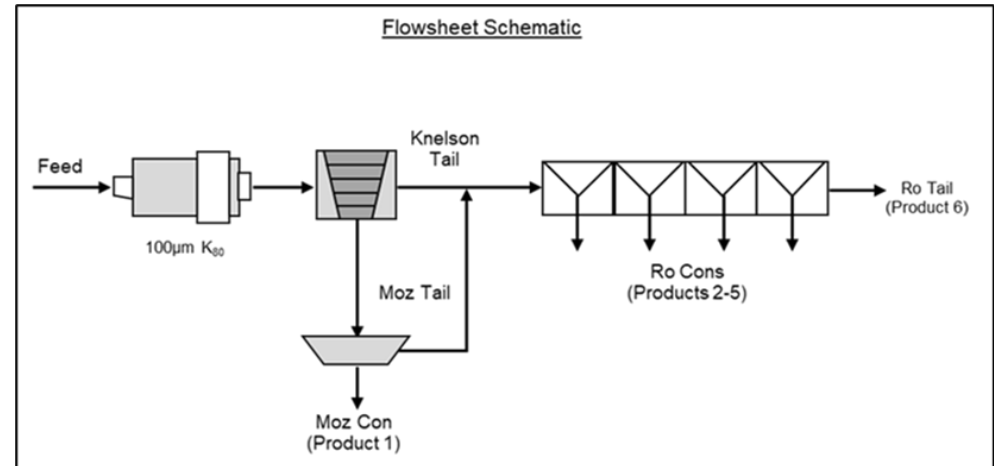 Flowsheet Schematic
Feed
100µm K80
Knelson
Tail
Moz Tail
Moz Con
(Product 1)
Ro Cons
(Products 2-5)
Ro Tail
(Product 6)